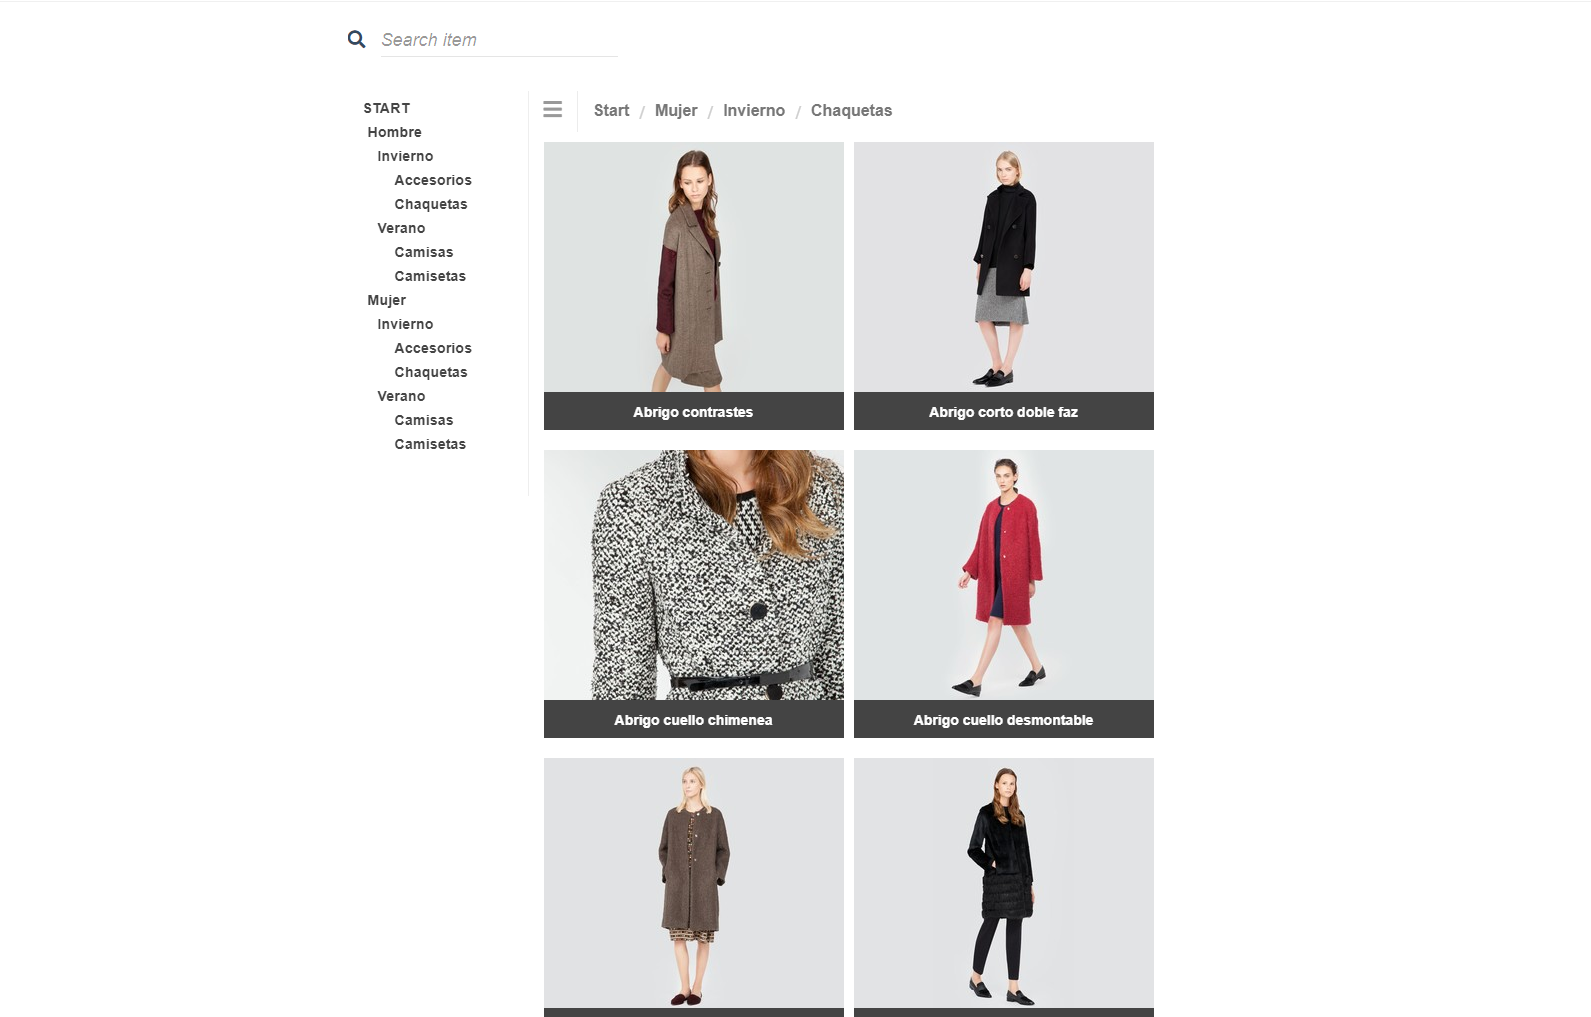 Search item
START
Hombre
Invierno
Accesorios
Chaquetas
Verano
Camisas
Camisetas
Mujer
Invierno
Accesorios
Chaquetas
Verano
Camisas
Camisetas
Start / Mujer / Invierno / Chaquetas
Abrigo contrastes
Abrigo corto doble faz
Abrigo cuello chimenea
Abrigo cuello desmontable